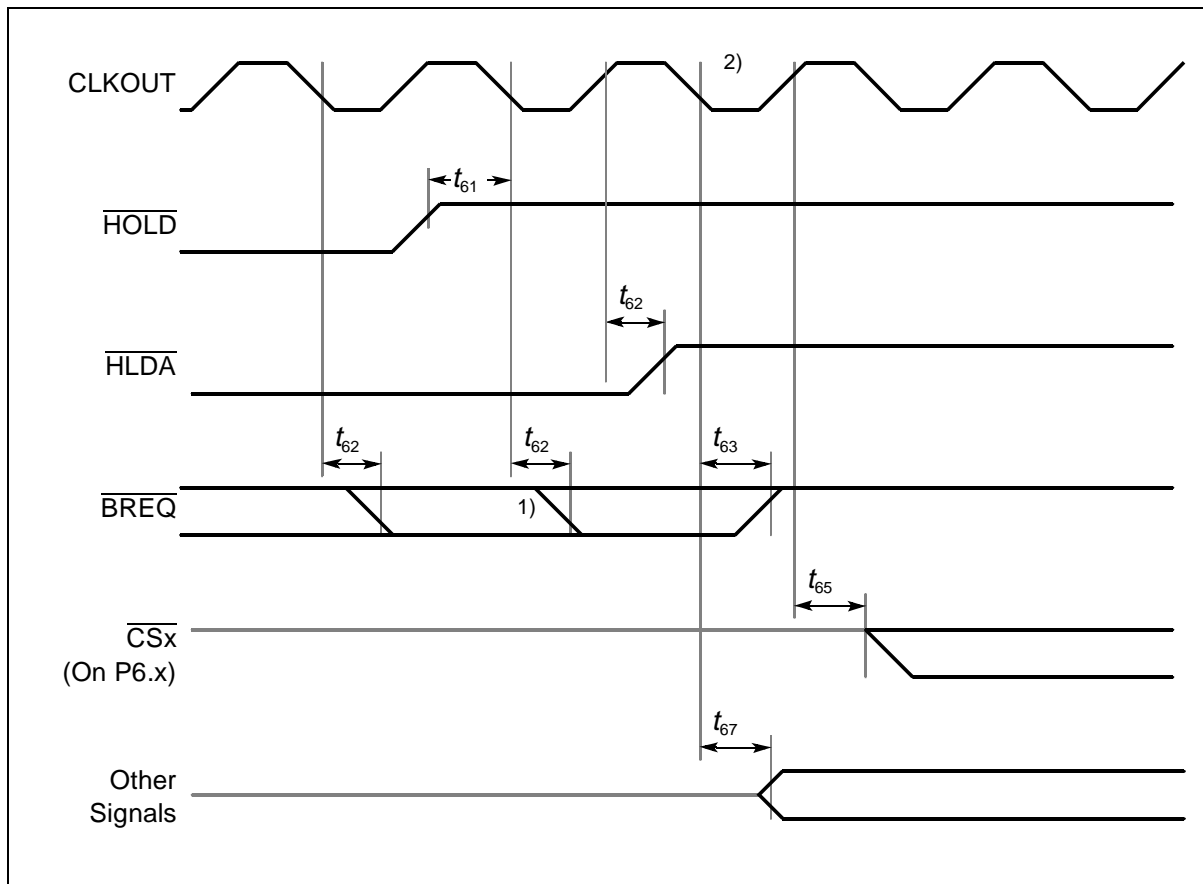 CLKOUT
2)
t61
HOLD
t62
HLDA
t62
t62
t63
BREQ
1)
t65
CSx
(On P6.x)
t67
Other
Signals